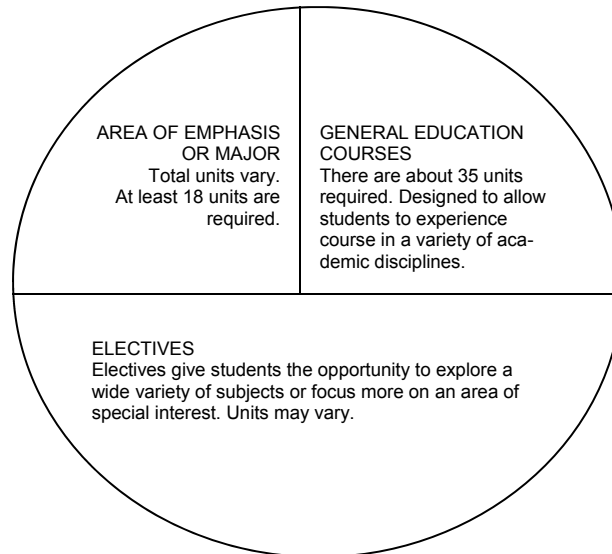 AREA OF EMPHASIS
OR MAJOR
Total units vary.
At least 18 units are
required.
GENERAL EDUCATION
COURSES
There are about 35 units
required. Designed to allow
students to experience
course in a variety of aca-
demic disciplines.
ELECTIVES
Electives give students the opportunity to explore a
wide variety of subjects or focus more on an area of
special interest. Units may vary.